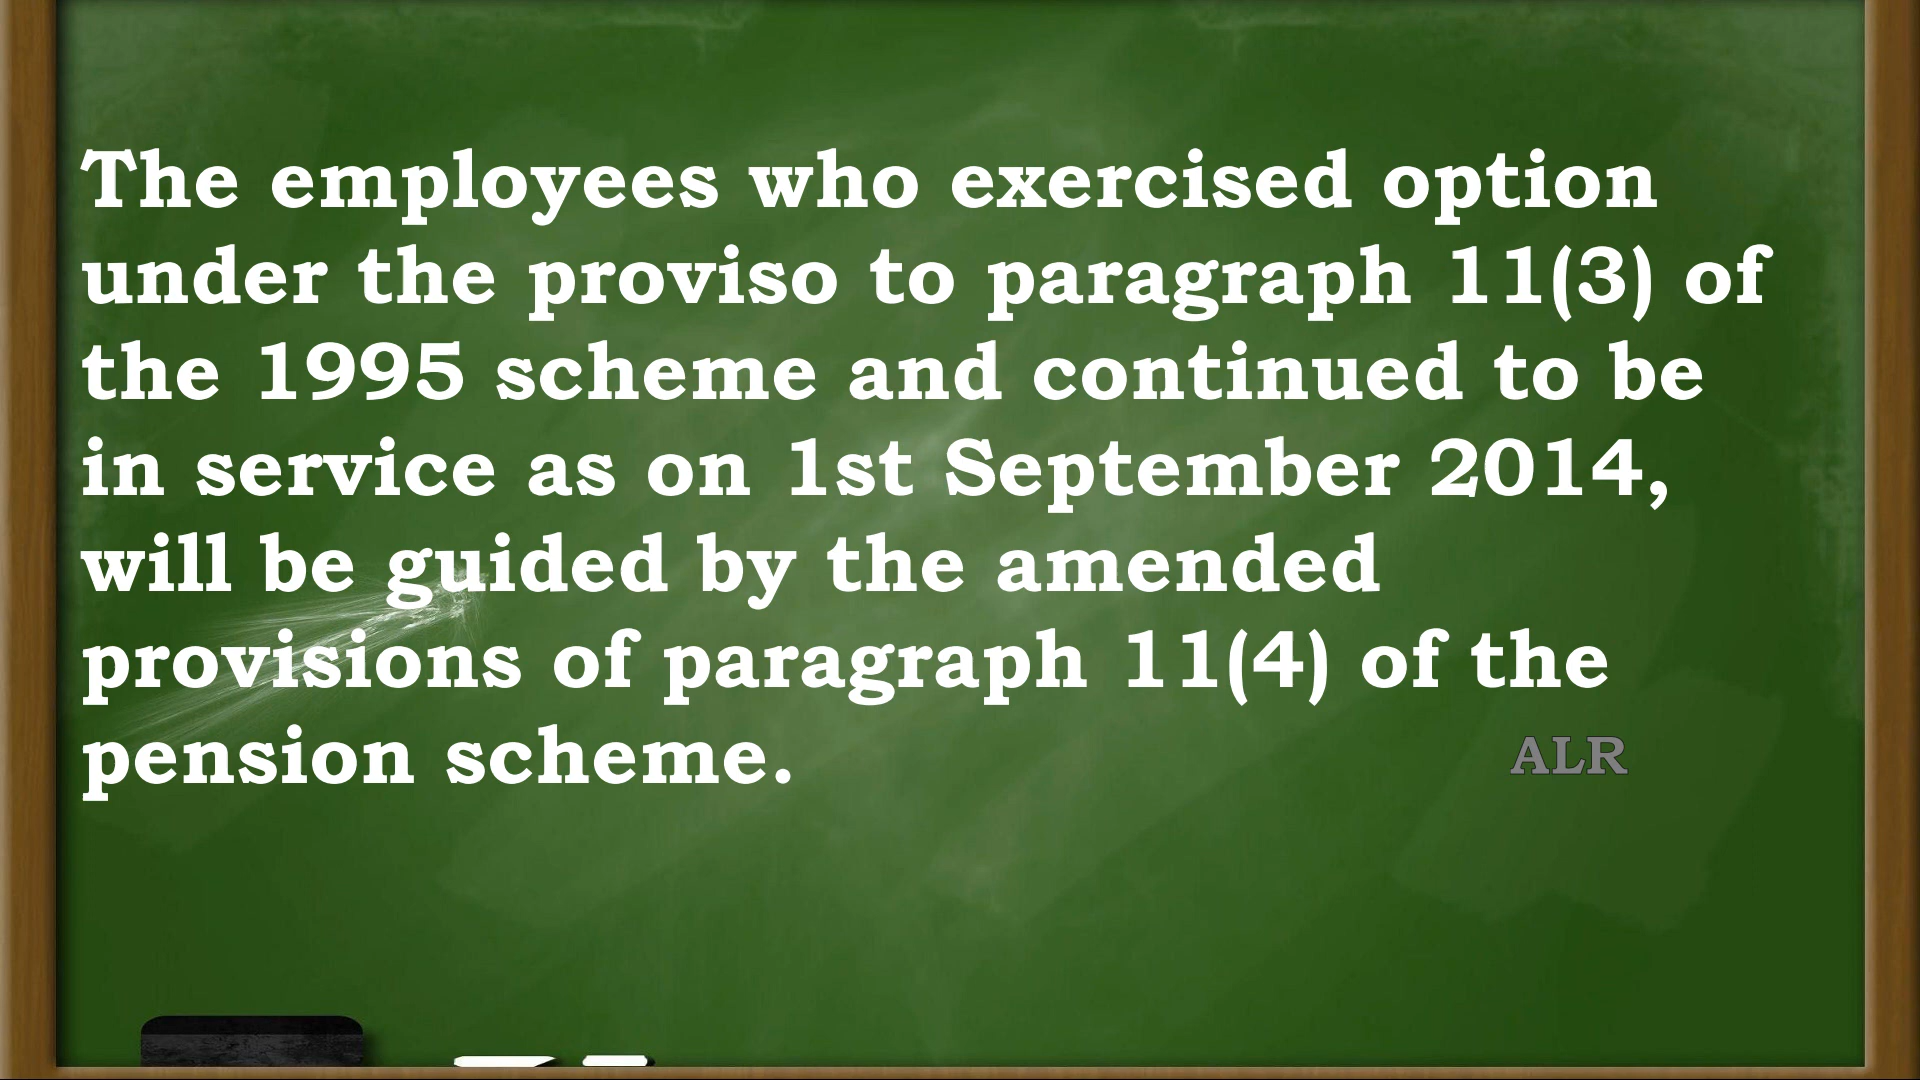 The employees who exercised option
under the proviso to paragraph 11(3) of
the 1995 scheme and continued to be
in service as on 1st September 2014,
will be guided by the amended
provisions of paragraph 11(4) of the
pension scheme.
ALR